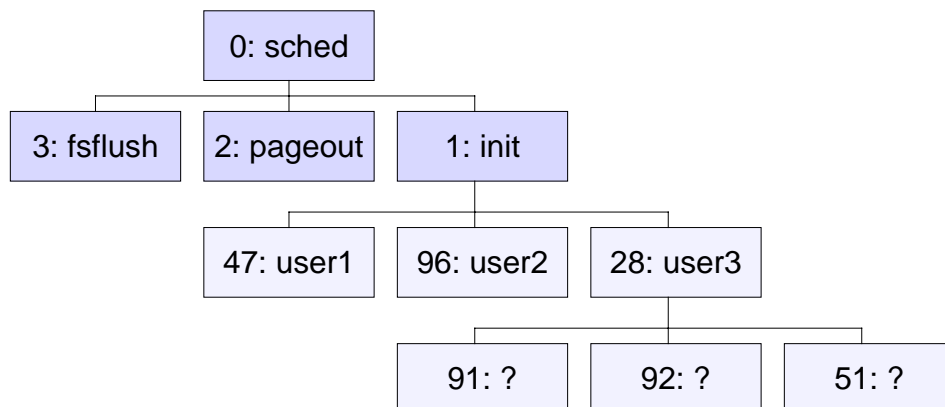 0: sched
3: fsflush
2: pageout
1: init
47: user1
96: user2
28: user3
91: ?
92: ?
51: ?